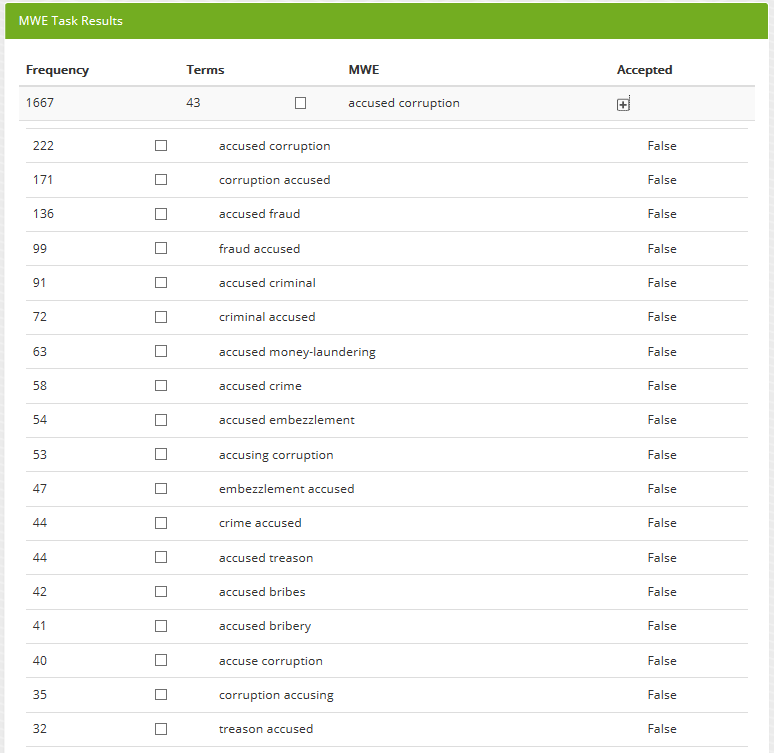 MWE Task Results
Frequency Terms MWE Accepted
1667 43 accused corruption
222 accused corruption False
171 corruption accused False
136 accused fraud False
99 fraud accused False
91 accused criminal False
72 criminal accused False
63 accused money-laundering False
58 accused crime False
54 accused embezzlement False
53 accusing corruption False
47 embezzlement accused False
44 crime accused False
44 accused treason False
42 accused bribes False
41 accused bribery False
40 accuse corruption False
35 corruption accusing False
32 treason accused False